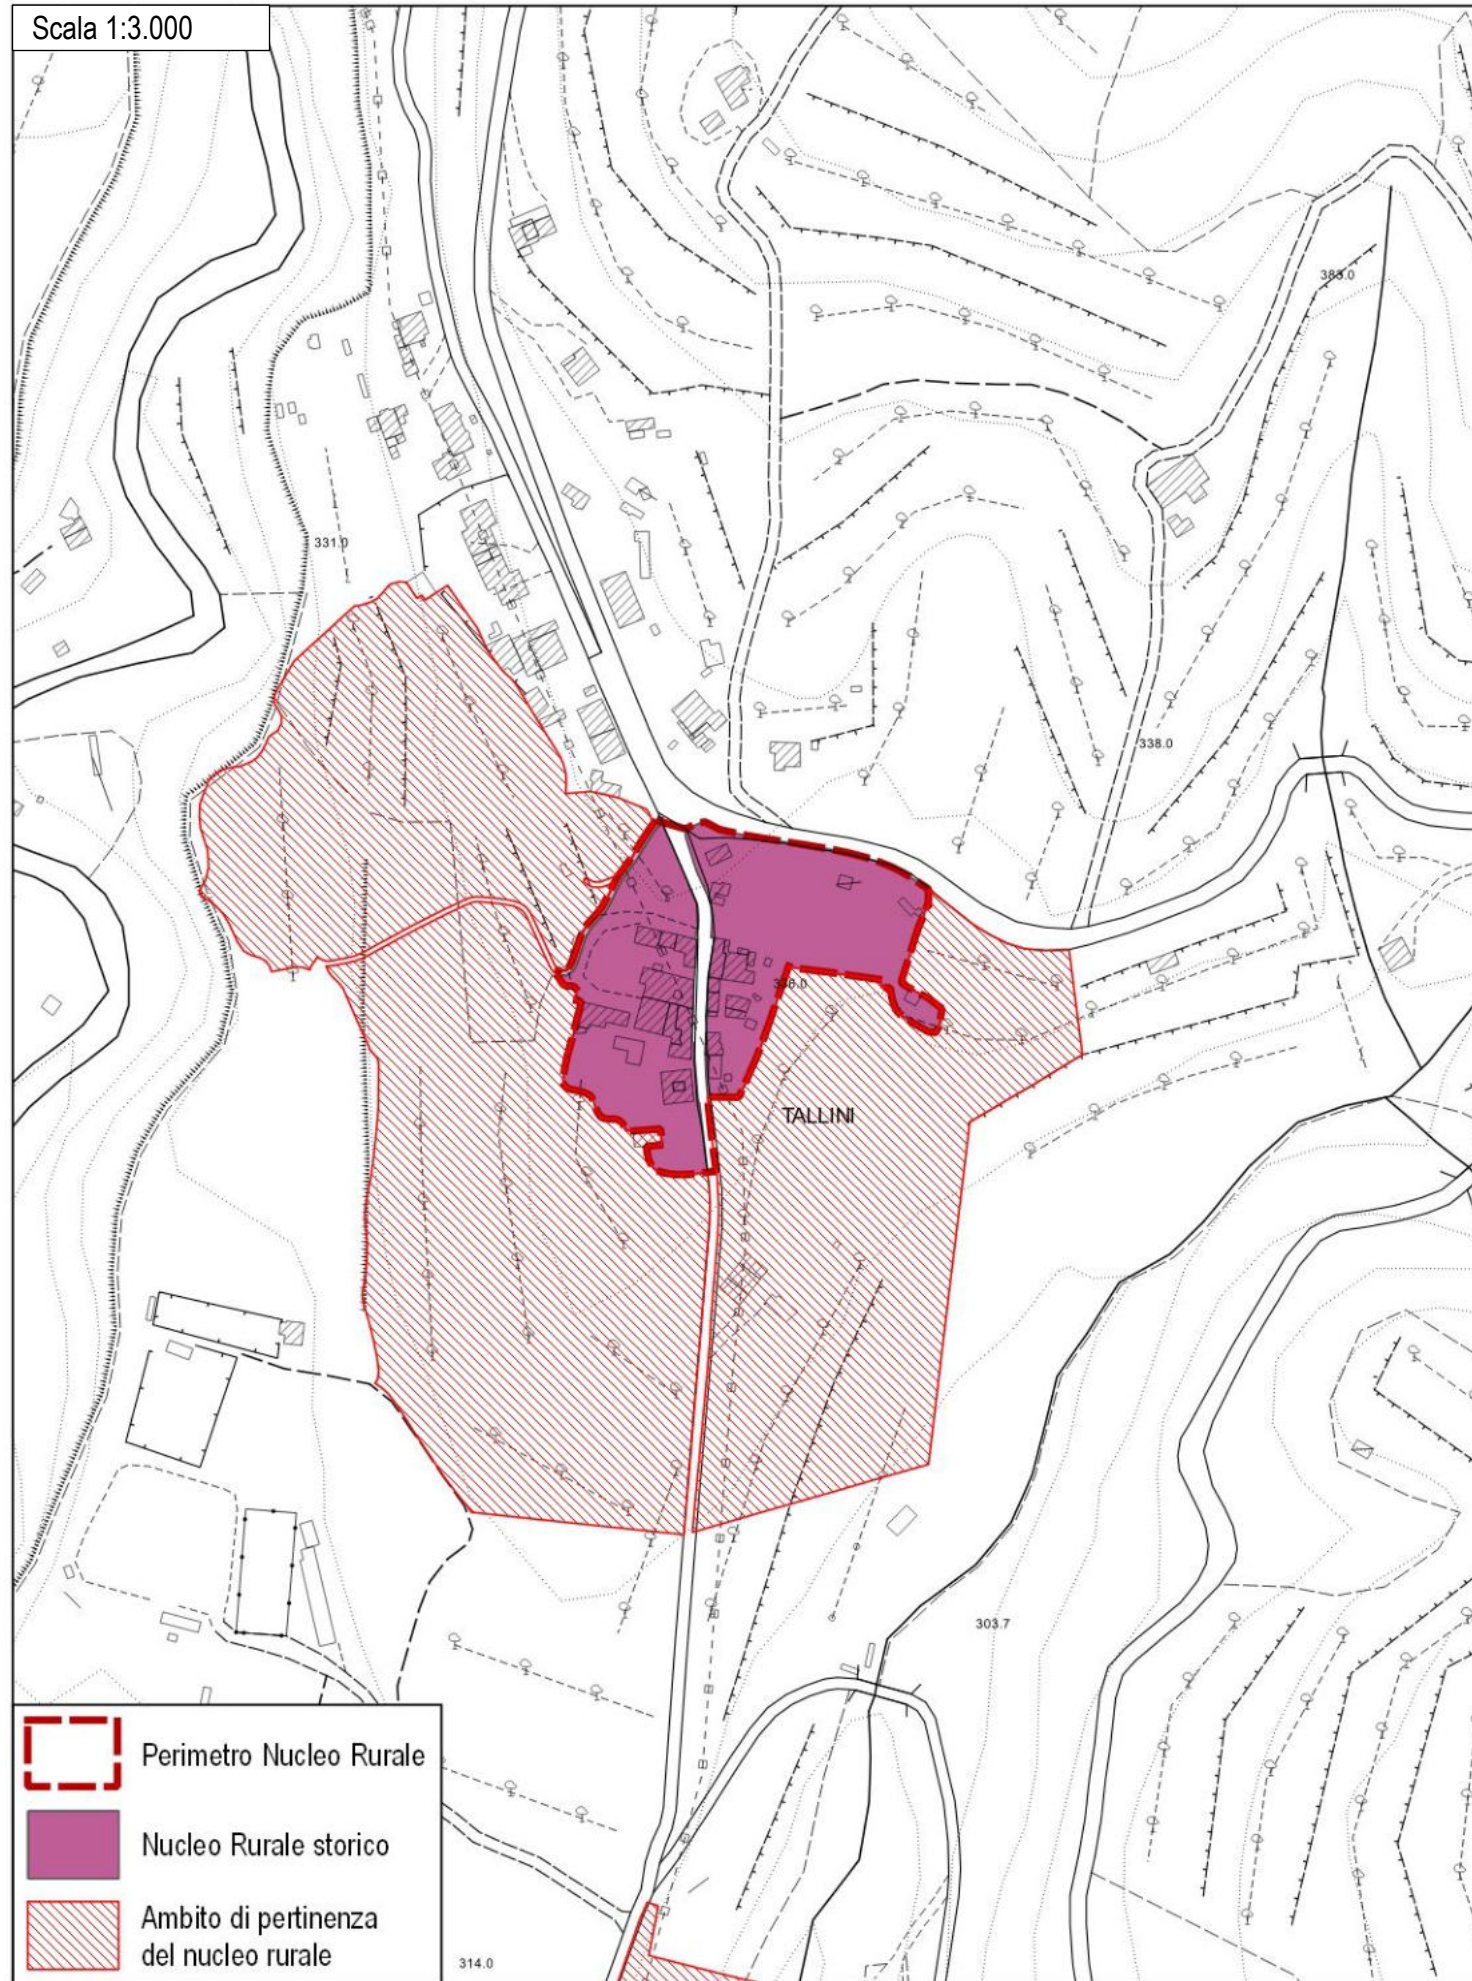 Scala 1:3.000
383.0
331.0
338.0
336.0
TALLINI
303.7
Perimetro Nucleo Rurale
Nucleo Rurale storico
Ambito di pertinenza
del nucleo rurale
314.0